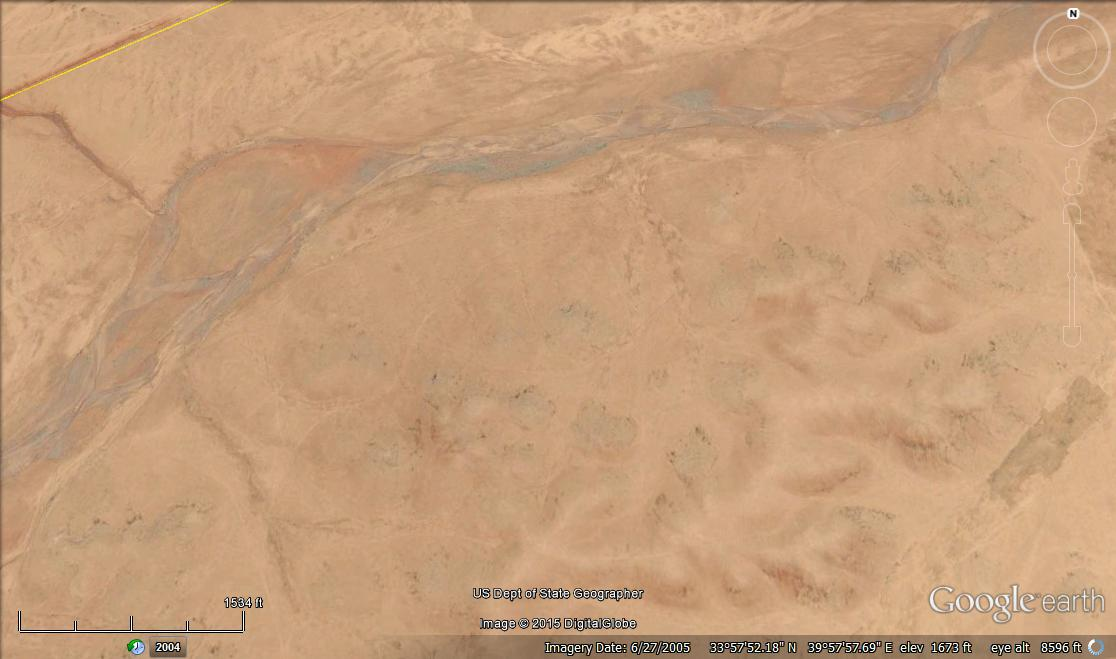 N
1534 ft
US Dept of State Geographer
Image © 2015 DigitalGlobe
Google earth
2004
Imagery Date: 6/27/2005 33°57'52.18" N 39°57'57.69" E elev 1673 ft eye alt 8596 ft